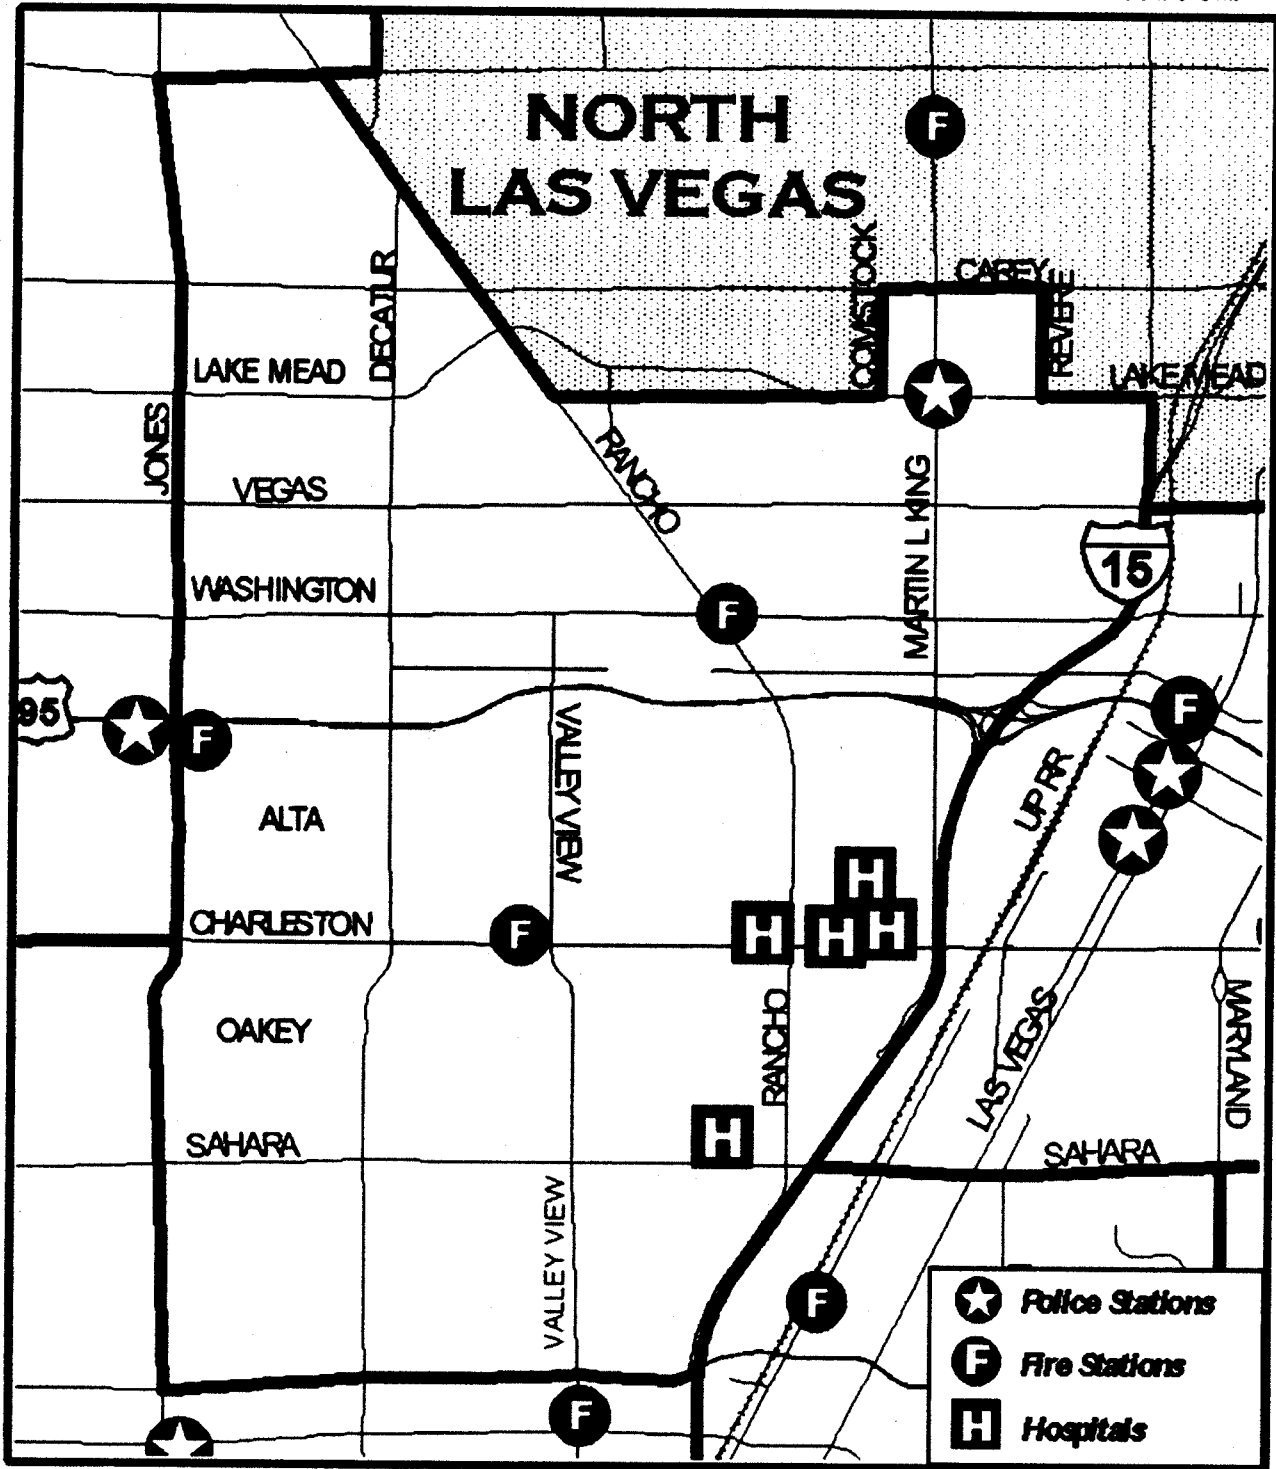 NORTH
LAS VEGAS
F
COMSTOCK
CAREY
REVERE
DECATUR
LAKE MEAD
LAKE MEAD
JONES
RANCHO
VEGAS
MARTIN L KING
15
WASHINGTON
F
95
F
F
VALLEY VIEW
UP RR
ALTA
H
CHARLESTON
F
H
H
H
OAKEY
RANCHO
LAS VEGAS
MARYLAND
H
SAHARA
SAHARA
VALLEY VIEW
F
F
Police Stations
F
Fire Stations
H
Hospitals